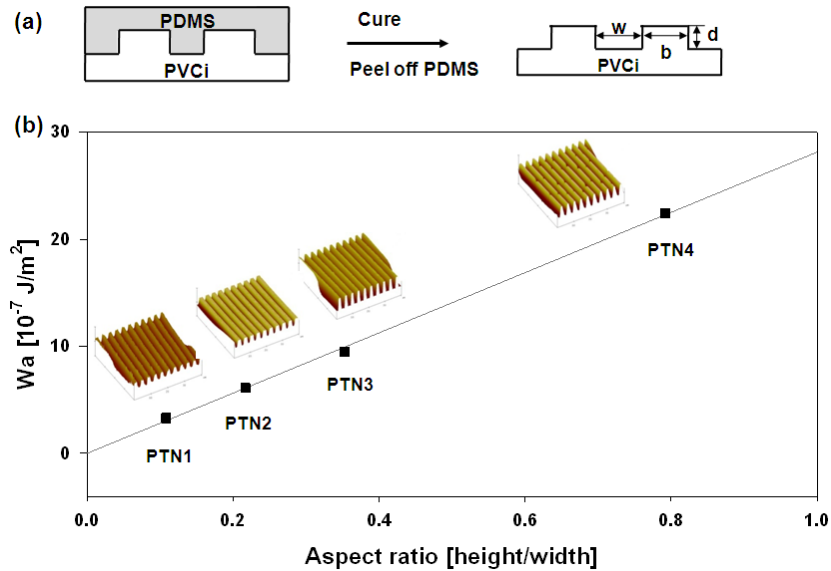 (a)
PDMS
PVCi
Cure
Peel off PDMS
w
b
d
PVCi
(b)
30
20
10
0
Wa [10⁻⁷ J/m²]
PTN1
PTN2
PTN3
PTN4
0.0 0.2 0.4 0.6 0.8 1.0
Aspect ratio [height/width]